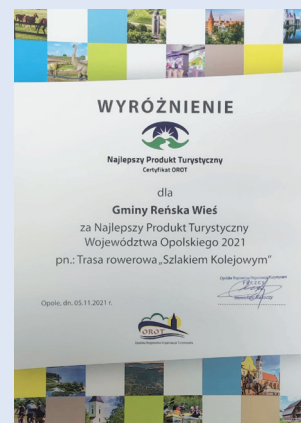 WYRÓŻNIENIE
Najlepszy Produkt Turystyczny
Certyfikat OROT
dla
Gminy Reńska Wieś
za Najlepszy Produkt Turystyczny
Województwa Opolskiego 2021
pn.: Trasa rowerowa „Szlakiem Kolejowym”
Opole, dn. 05.11.2021 r.
OROT